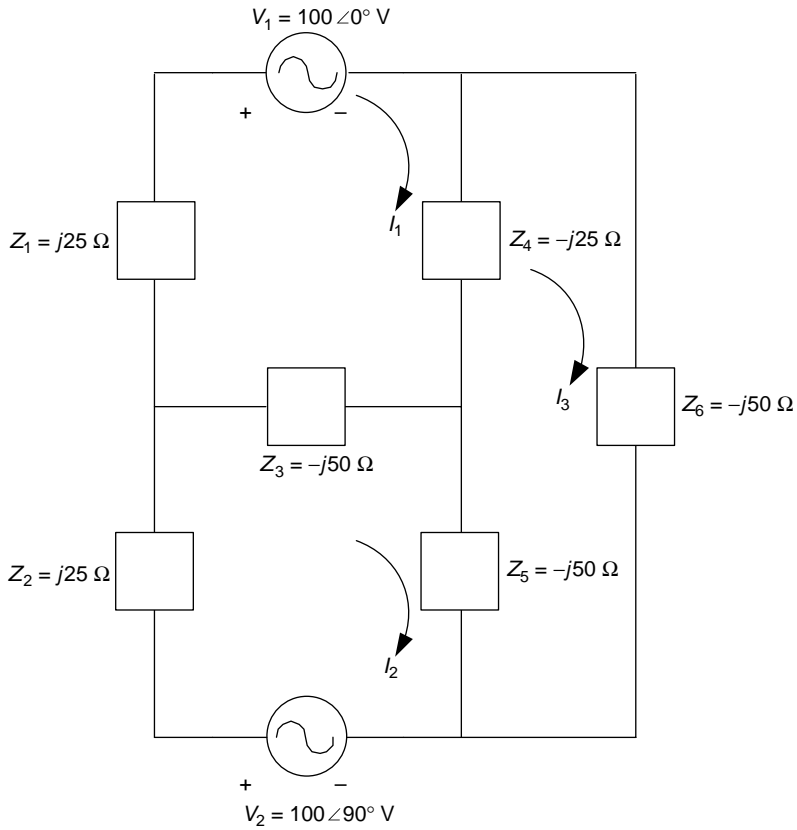 V₁ = 100∠0° V
+ −
I₁
Z₁ = j25 Ω
Z₄ = −j25 Ω
I₃
Z₆ = −j50 Ω
Z₃ = −j50 Ω
Z₂ = j25 Ω
Z₅ = −j50 Ω
I₂
+ −
V₂ = 100∠90° V